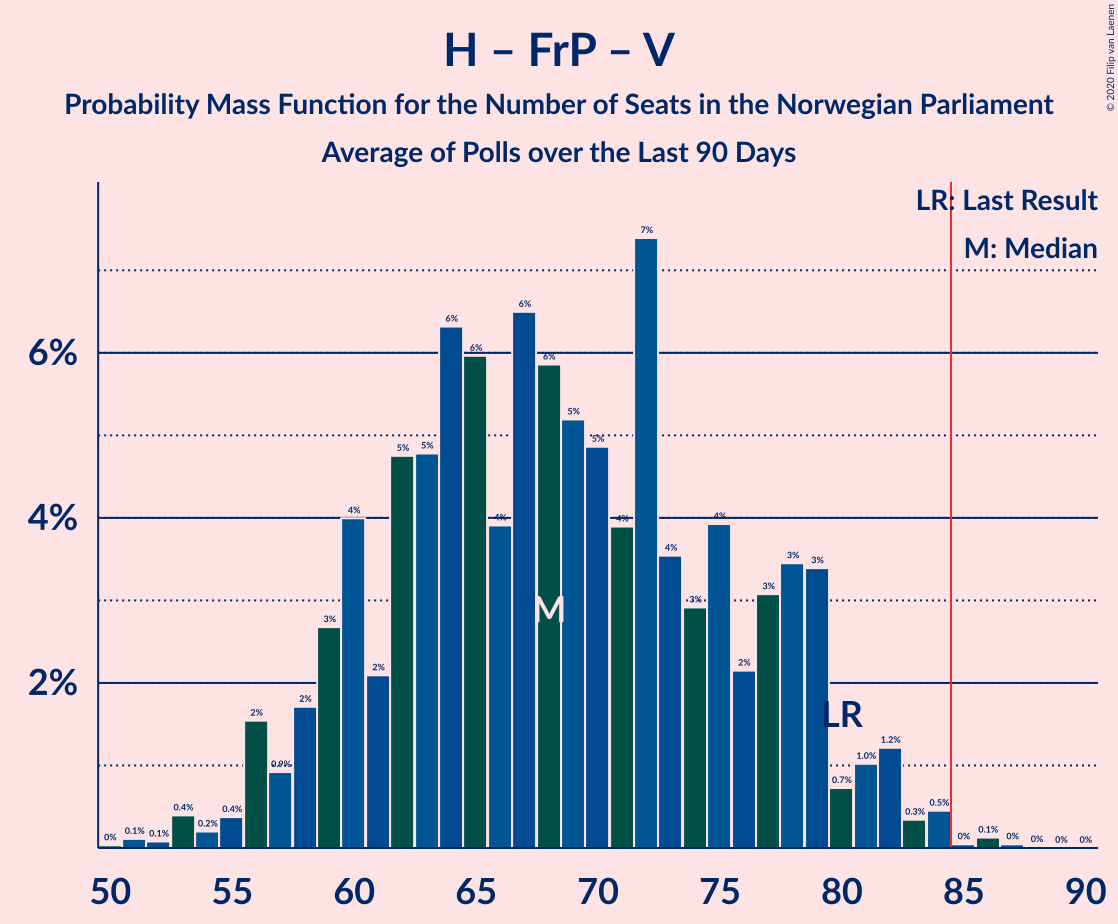 H – FrP – V
Probability Mass Function for the Number of Seats in the Norwegian Parliament
Average of Polls over the Last 90 Days
© 2020 Filip van Laenen
LR: Last Result
M: Median
6%
4%
2%
0% 0.1% 0.1% 0.4% 0.2% 0.4% 2% 0.9% 2% 3% 4% 2% 5% 5% 6% 6% 4% 6% 6% 5% 5% 4% 7% 4% 3% 4% 2% 3% 3% 3% 0.7% 1.0% 1.2% 0.3% 0.5% 0% 0.1% 0% 0% 0% 0%
M
LR
50 55 60 65 70 75 80 85 90